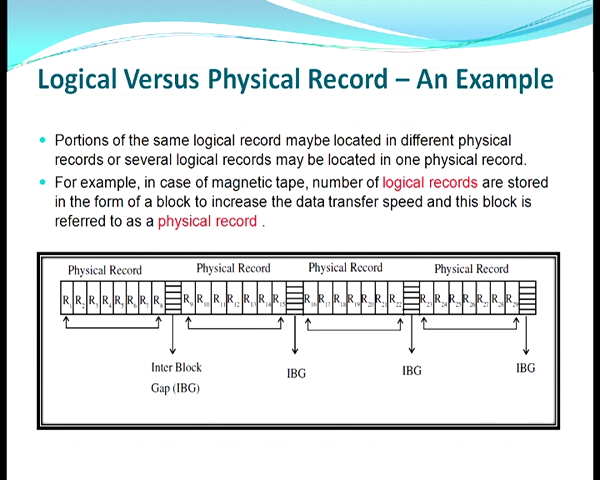 Logical Versus Physical Record – An Example
Portions of the same logical record maybe located in different physical
records or several logical records may be located in one physical record.
For example, in case of magnetic tape, number of logical records are stored
in the form of a block to increase the data transfer speed and this block is
referred to as a physical record .
Physical Record Physical Record Physical Record Physical Record
R1 R2 R3 R4 R5 R6 R7 R8 R9 R10 R11 R12 R13 R14 R15 R16 R17 R18 R19 R20 R21 R22 R23 R24 R25 R26 R27 R28 R29
Inter Block IBG IBG IBG
Gap (IBG)